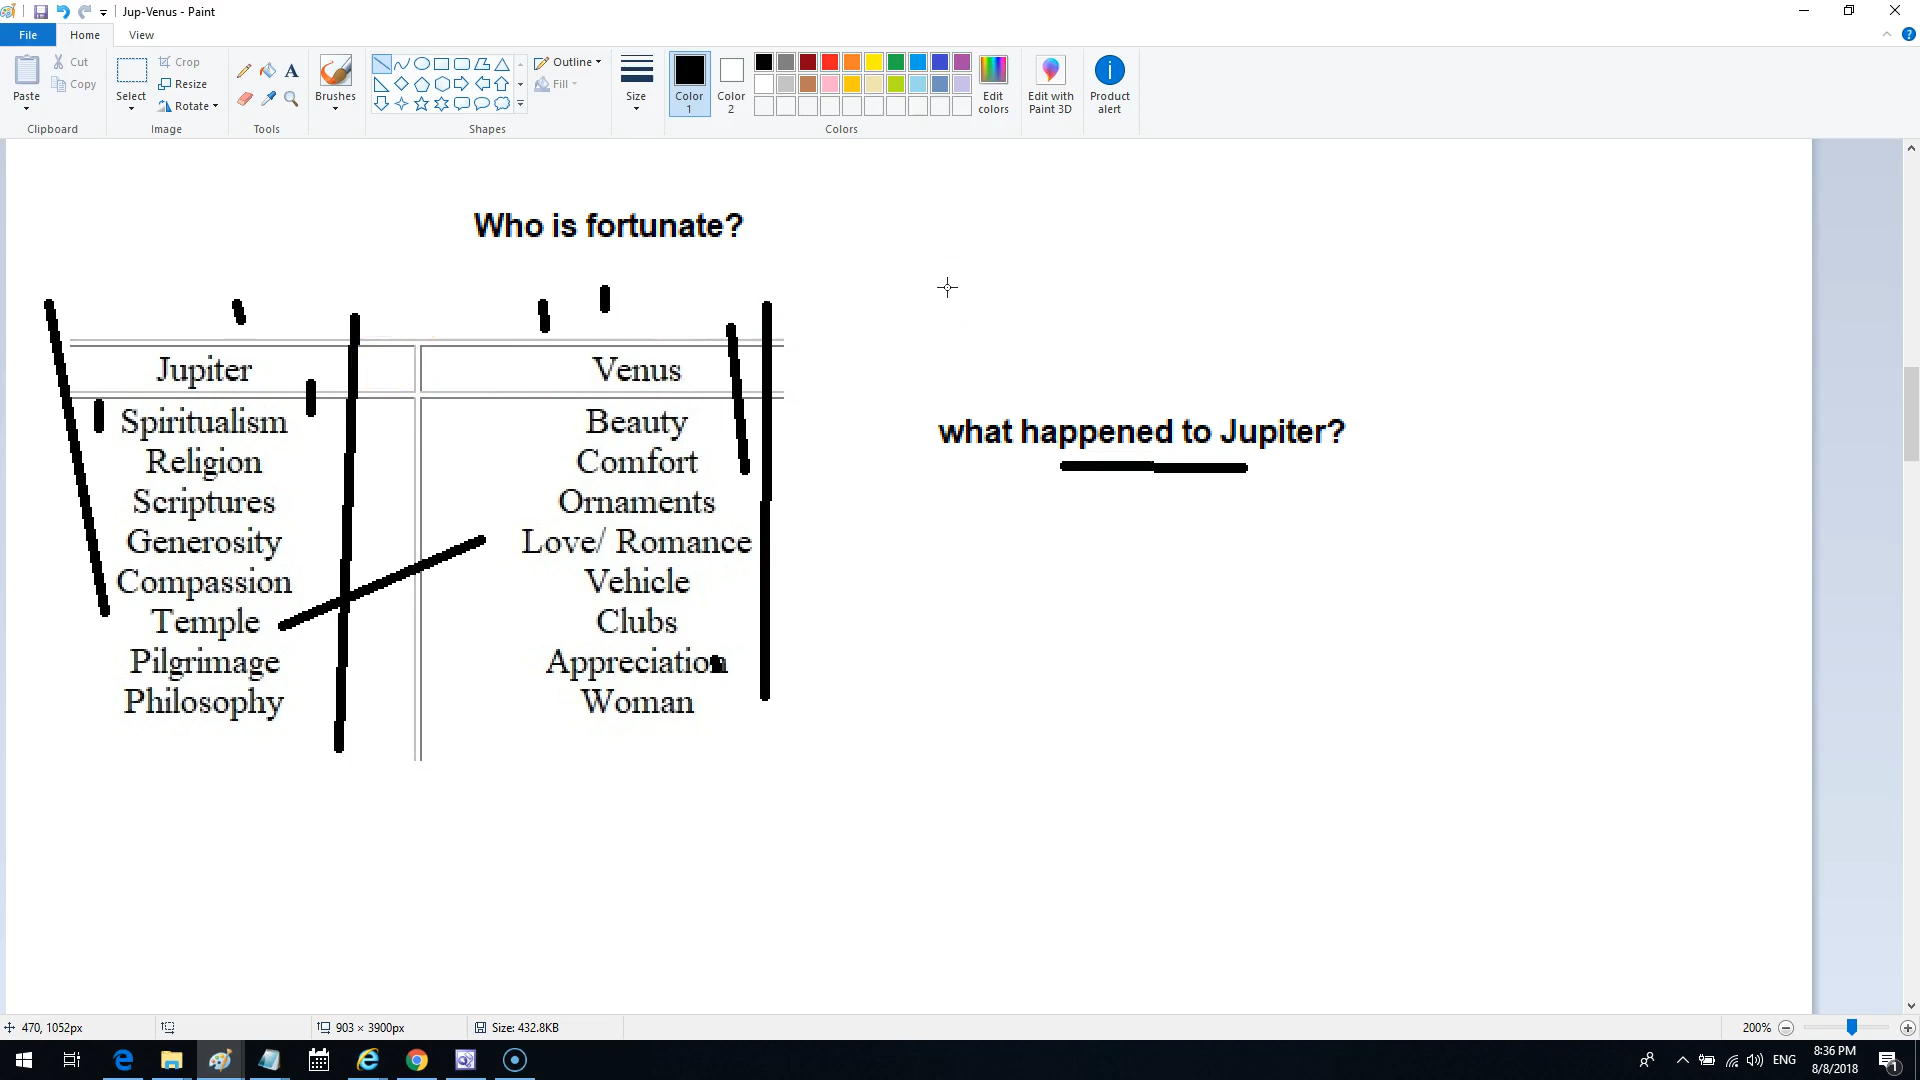 Jup-Venus - Paint
File Home View
Paste
Cut
Copy
Clipboard
Select
Crop
Resize
Rotate
Image
Tools
Brushes
Shapes
Outline
Fill
Size
Color 1
Color 2
Colors
Edit colors
Edit with Paint 3D
Product alert
Who is fortunate?
Jupiter Venus
Spiritualism Beauty
Religion Comfort
Scriptures Ornaments
Generosity Love/ Romance
Compassion Vehicle
Temple Clubs
Pilgrimage Appreciation
Philosophy Woman
what happened to Jupiter?
470, 1052px 903 × 3900px Size: 432.8KB 200%
ENG 8:36 PM
8/8/2018
1